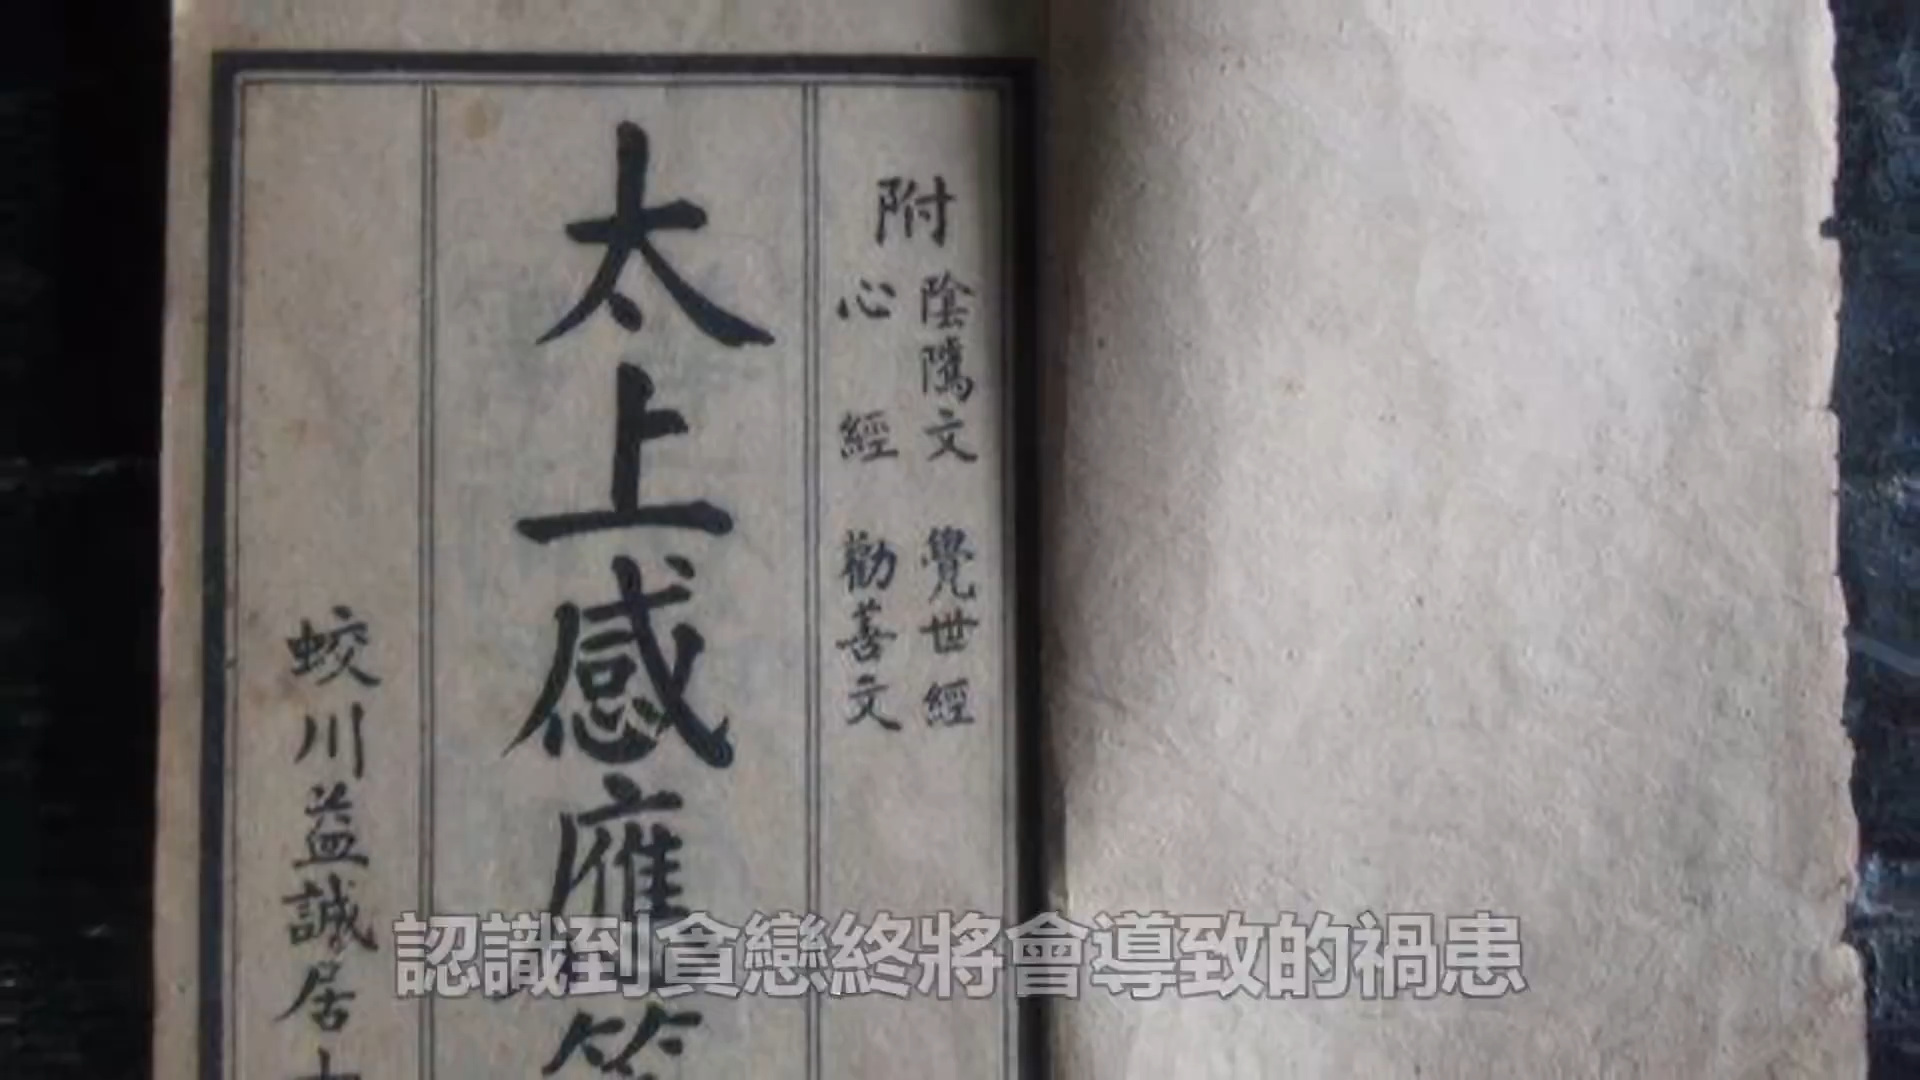 附
陰隲文 覺世經
心經 勸善文
太上感應
蛟川益誠居
認識到貪戀終將會導致的禍患